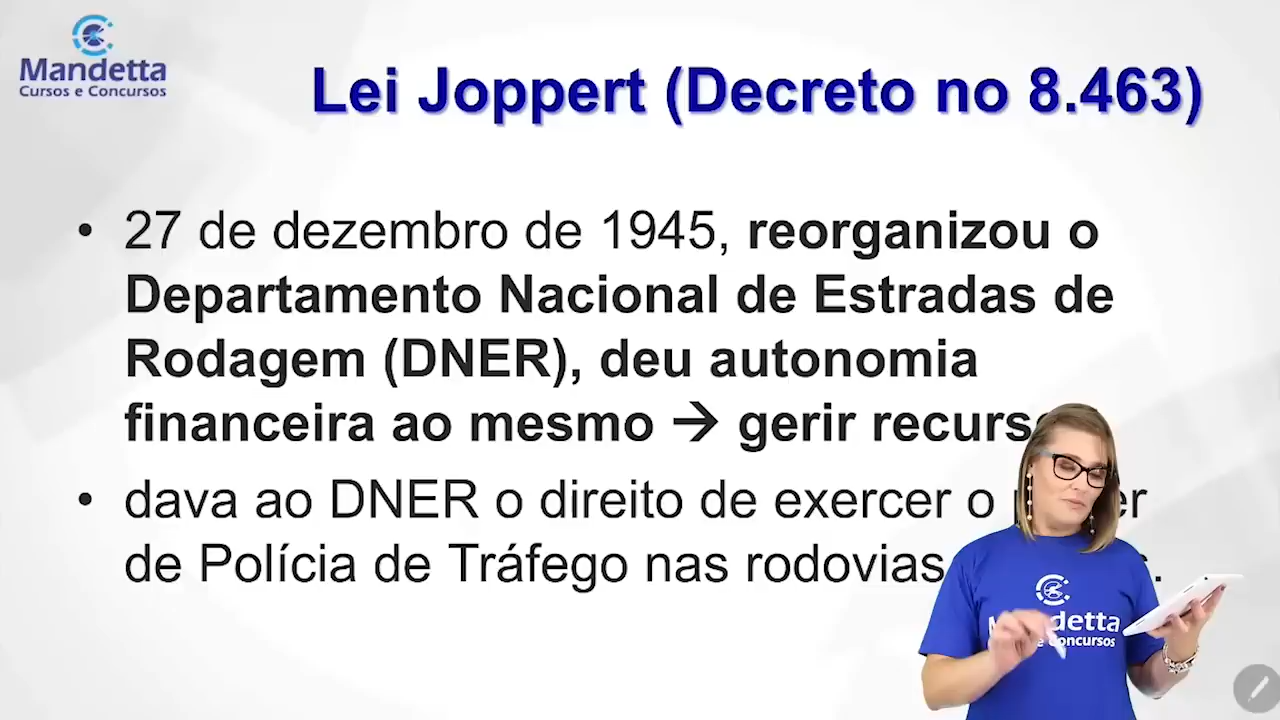 Mandetta
Cursos e Concursos
Lei Joppert (Decreto no 8.463)
• 27 de dezembro de 1945, reorganizou o
Departamento Nacional de Estradas de
Rodagem (DNER), deu autonomia
financeira ao mesmo → gerir
• dava ao DNER o direito de exercer o
de Polícia de Tráfego nas rodovias
Concursos